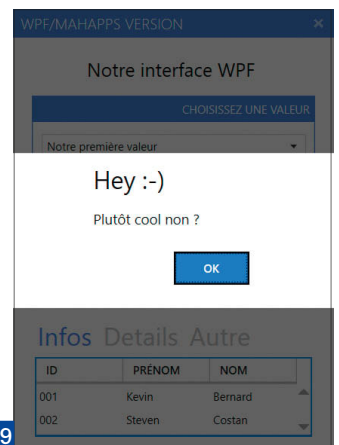 WPF/MAHAPPS VERSION ×
Notre interface WPF
CHOISISSEZ UNE VALEUR
Notre première valeur
Hey :-)
Plutôt cool non ?
OK
Infos Details Autre
ID PRÉNOM NOM
001 Kevin Bernard
002 Steven Costan
9